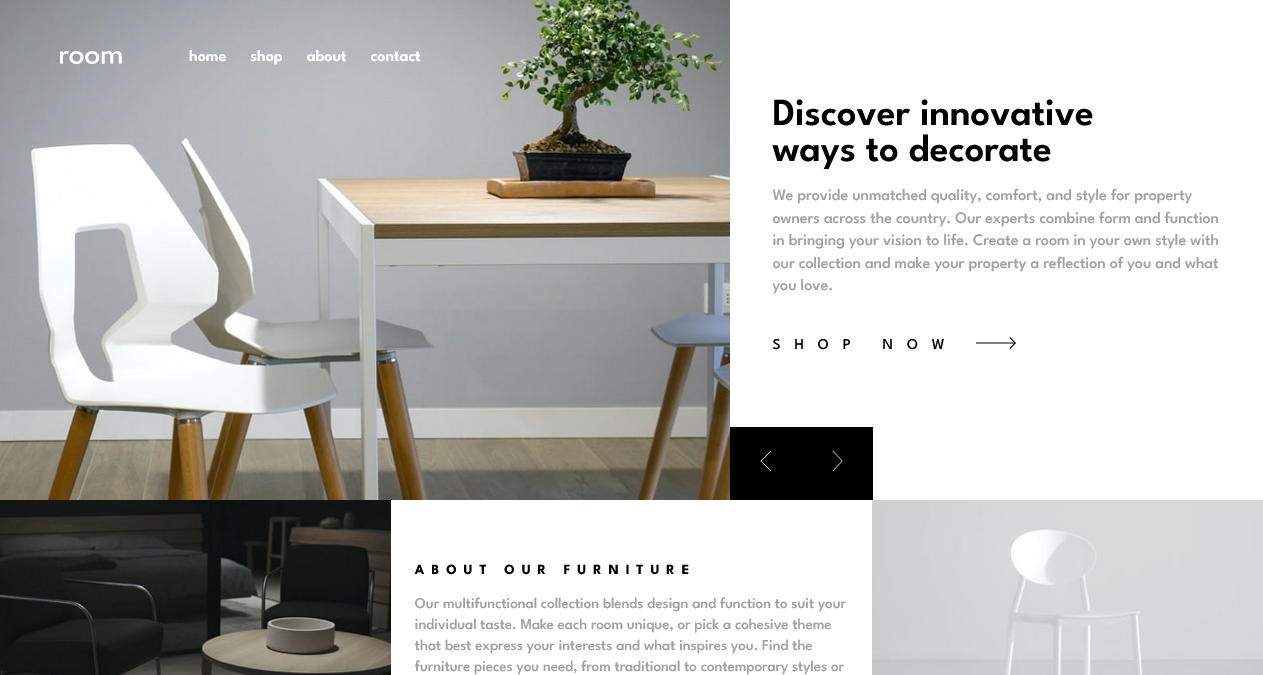 room
home shop about contact
Discover innovative
ways to decorate
We provide unmatched quality, comfort, and style for property
owners across the country. Our experts combine form and function
in bringing your vision to life. Create a room in your own style with
our collection and make your property a reflection of you and what
you love.
SHOP NOW
ABOUT OUR FURNITURE
Our multifunctional collection blends design and function to suit your
individual taste. Make each room unique, or pick a cohesive theme
that best express your interests and what inspires you. Find the
furniture pieces you need, from traditional to contemporary styles or